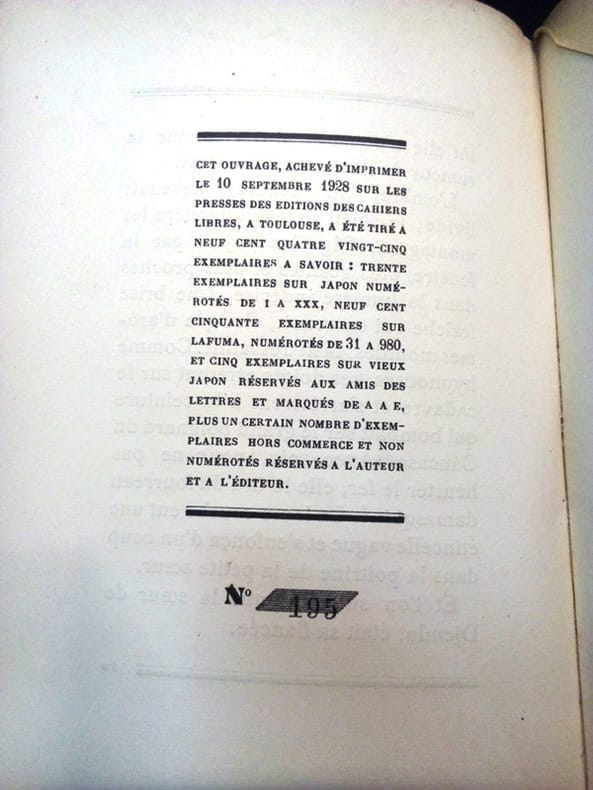 CET OUVRAGE, ACHEVÉ D'IMPRIMER
LE 10 SEPTEMBRE 1928 SUR LES
PRESSES DES EDITIONS DES CAHIERS
LIBRES, A TOULOUSE, A ÉTÉ TIRÉ A
NEUF CENT QUATRE VINGT-CINQ
EXEMPLAIRES A SAVOIR : TRENTE
EXEMPLAIRES SUR JAPON NUMÉ-
ROTÉS DE I A XXX, NEUF CENT
CINQUANTE EXEMPLAIRES SUR
LAFUMA, NUMÉROTÉS DE 31 A 980,
ET CINQ EXEMPLAIRES SUR VIEUX
JAPON RÉSERVÉS AUX AMIS DES
LETTRES ET MARQUÉS DE A A E,
PLUS UN CERTAIN NOMBRE D'EXEM-
PLAIRES HORS COMMERCE ET NON
NUMÉROTÉS RÉSERVÉS A L'AUTEUR
ET A L'ÉDITEUR.
Nº 195